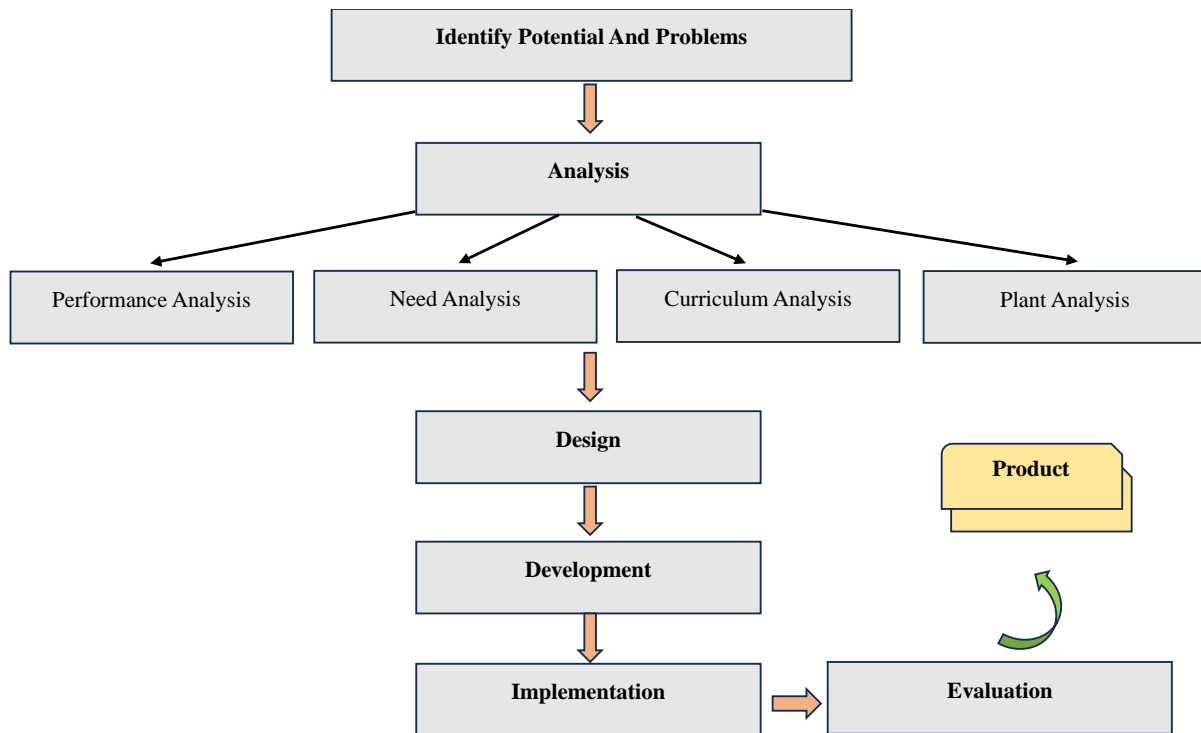 Identify Potential And Problems
Analysis
Performance Analysis
Need Analysis
Curriculum Analysis
Plant Analysis
Design
Product
Development
Implementation
Evaluation